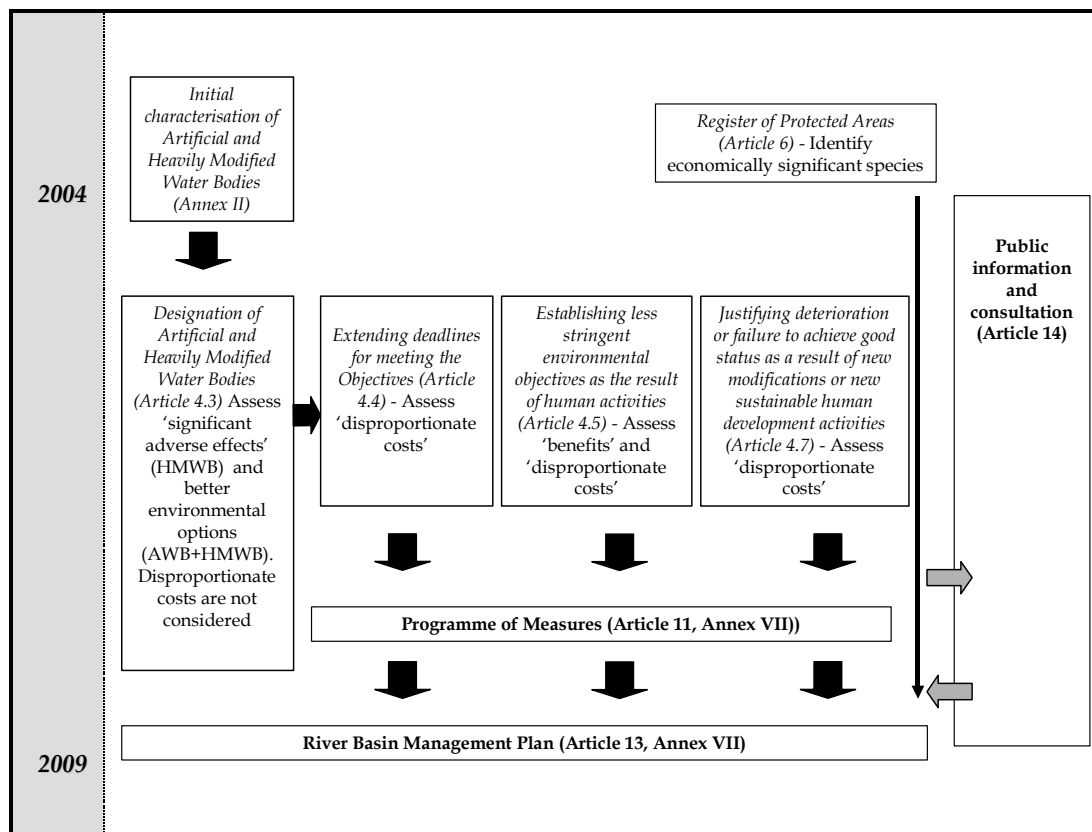 Initial
characterisation of
Artificial and
Heavily Modified
Water Bodies
(Annex II)
Register of Protected Areas
(Article 6) - Identify
economically significant species
2004
Public
information
and
consultation
(Article 14)
Designation of
Artificial and
Heavily Modified
Water Bodies
(Article 4.3) Assess
‘significant
adverse effects’
(HMWB) and
better
environmental
options
(AWB+HMWB).
Disproportionate
costs are not
considered
Extending deadlines
for meeting the
Objectives (Article
4.4) - Assess
‘disproportionate
costs’
Establishing less
stringent
environmental
objectives as the result
of human activities
(Article 4.5) - Assess
‘benefits’ and
‘disproportionate
costs’
Justifying deterioration
or failure to achieve good
status as a result of new
modifications or new
sustainable human
development activities
(Article 4.7) - Assess
‘disproportionate
costs’
Programme of Measures (Article 11, Annex VII))
River Basin Management Plan (Article 13, Annex VII)
2009